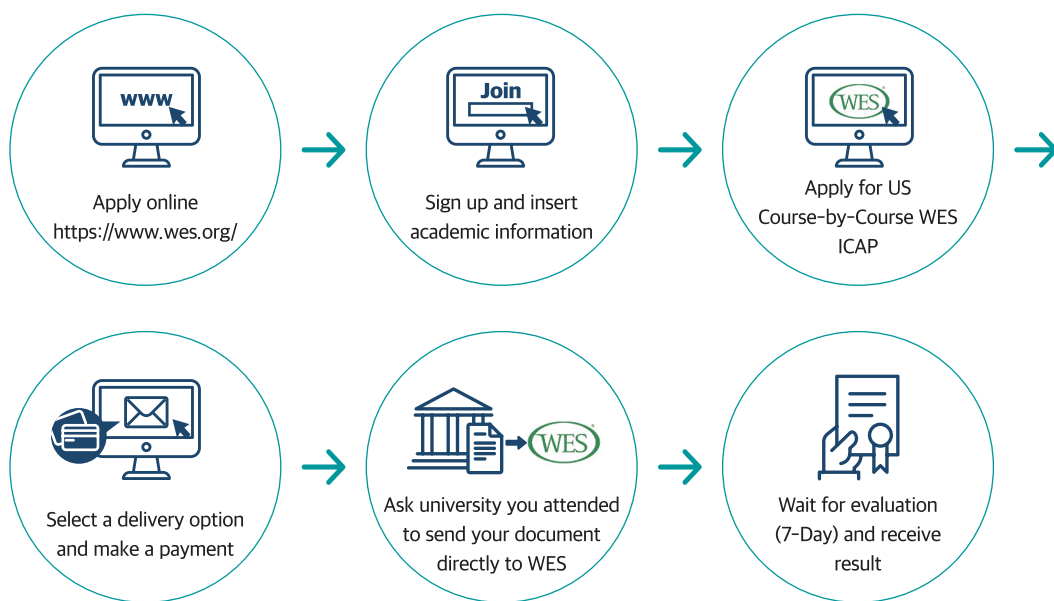 www
Apply online
https://www.wes.org/
Join
Sign up and insert
academic information
WES
Apply for US
Course-by-Course WES
ICAP
Select a delivery option
and make a payment
WES
Ask university you attended
to send your document
directly to WES
Wait for evaluation
(7-Day) and receive
result